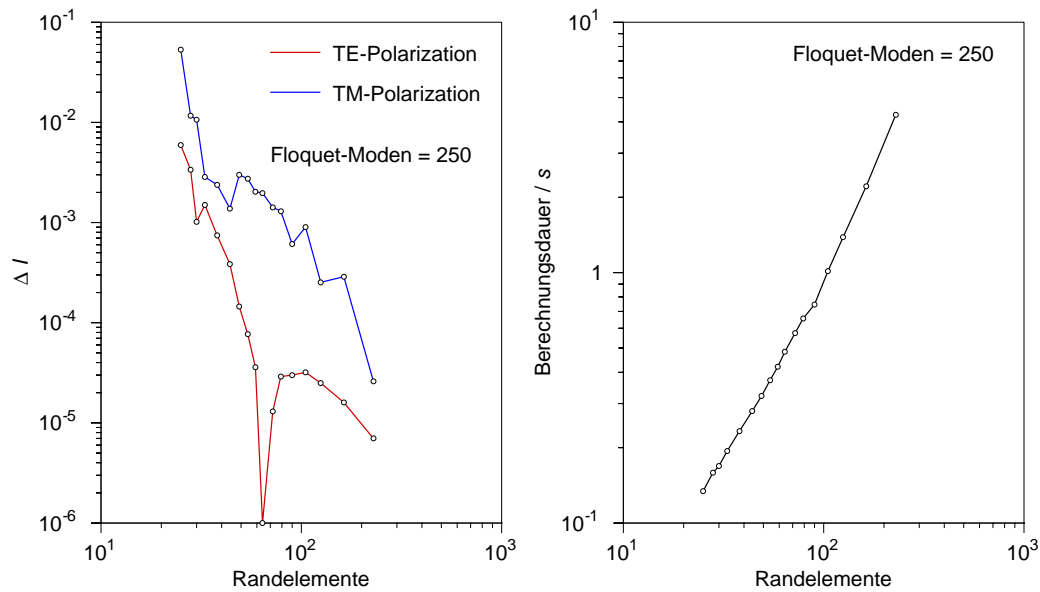 10^-1
10^-2
10^-3
10^-4
10^-5
10^-6
Δ I
TE-Polarization
TM-Polarization
Floquet-Moden = 250
10^1
10^2
10^3
Randelemente
10^1
1
10^-1
Berechnungsdauer / s
Floquet-Moden = 250
10^1
10^2
10^3
Randelemente